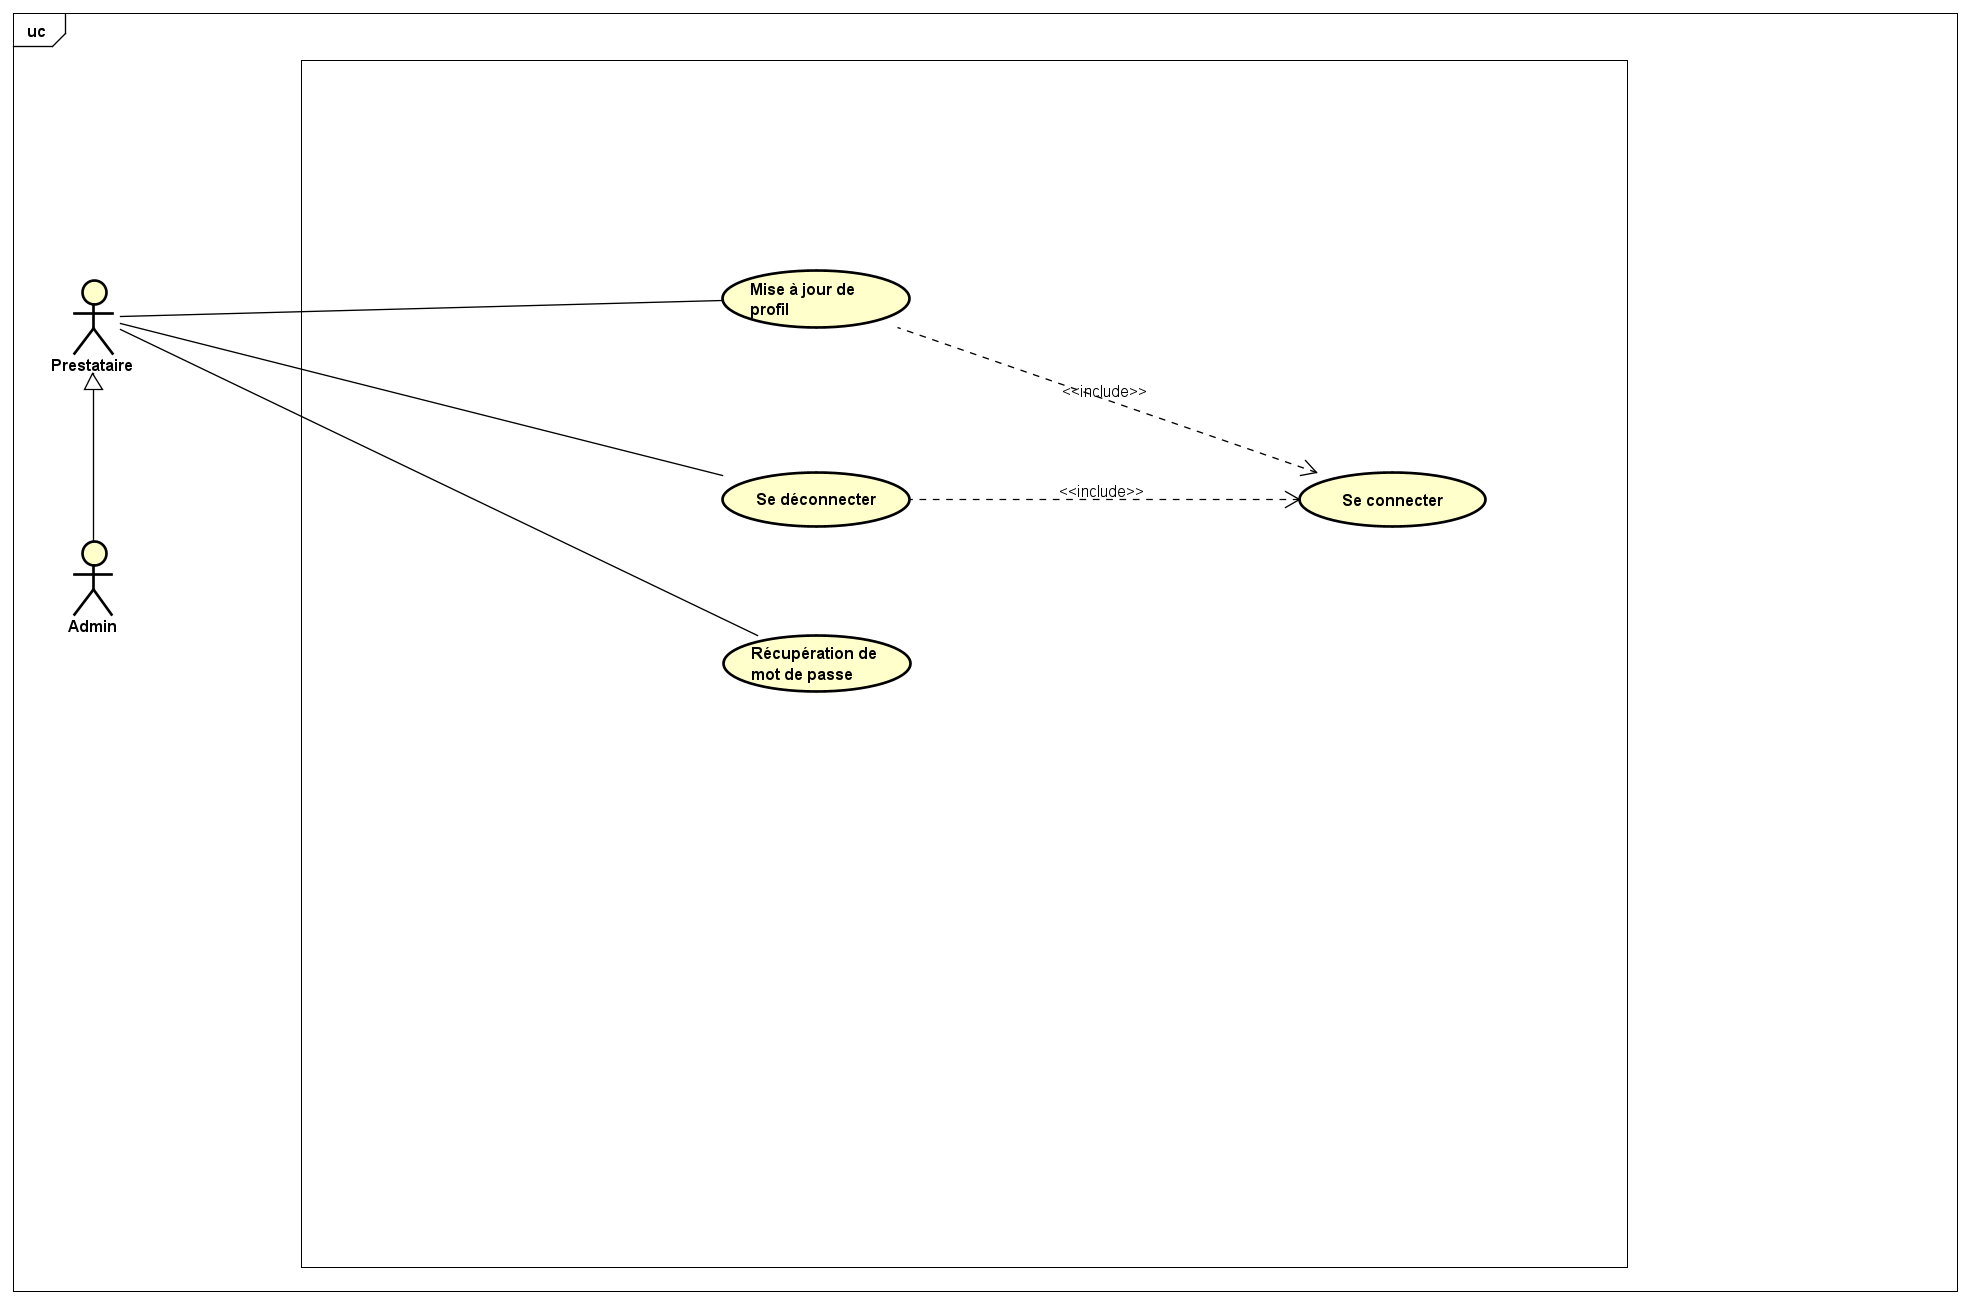 uc
Mise à jour de
profil
Prestataire
<<include>>
<<include>>
Se déconnecter
Se connecter
Admin
Récupération de
mot de passe